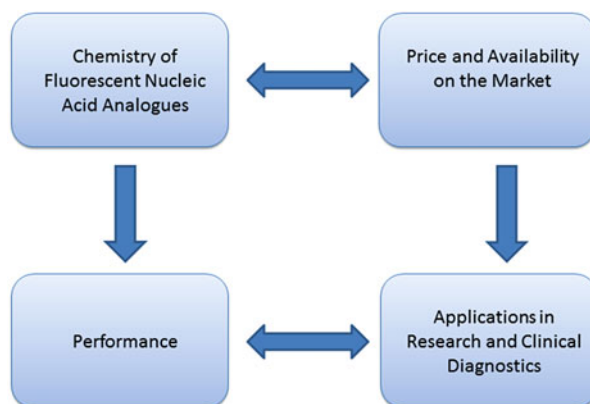 Chemistry of
Fluorescent Nucleic
Acid Analogues
Price and Availability
on the Market
Performance
Applications in
Research and Clinical
Diagnostics